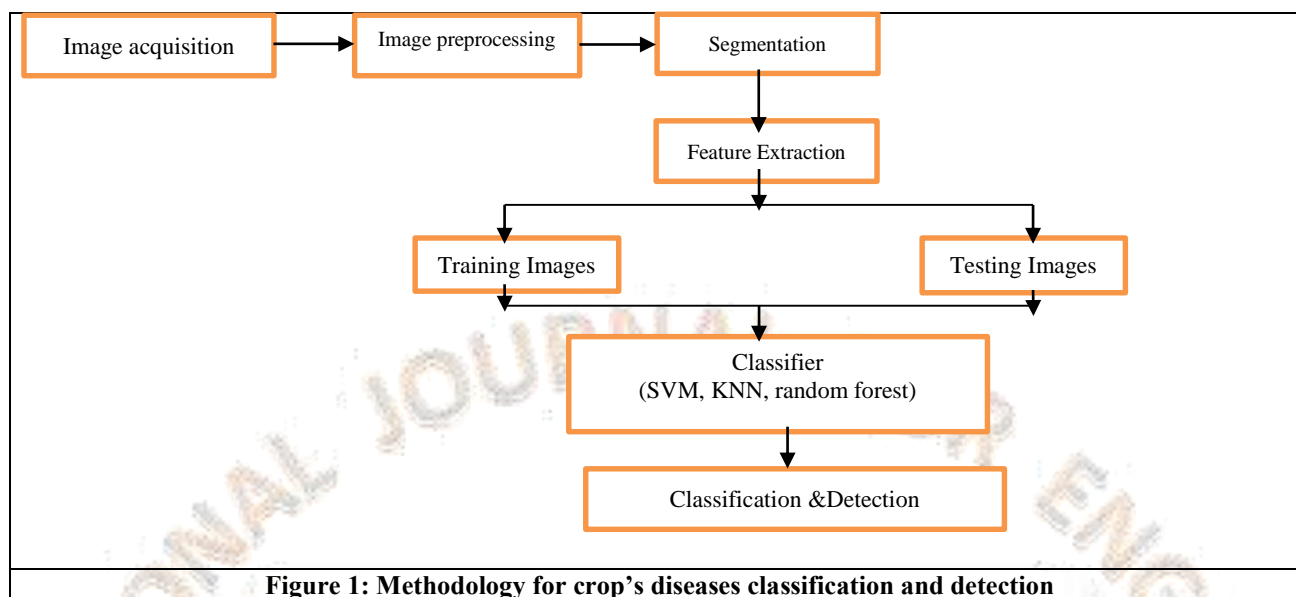 Image acquisition
Image preprocessing
Segmentation
Feature Extraction
Training Images
Testing Images
Classifier
(SVM, KNN, random forest)
Classification &Detection
Figure 1: Methodology for crop's diseases classification and detection